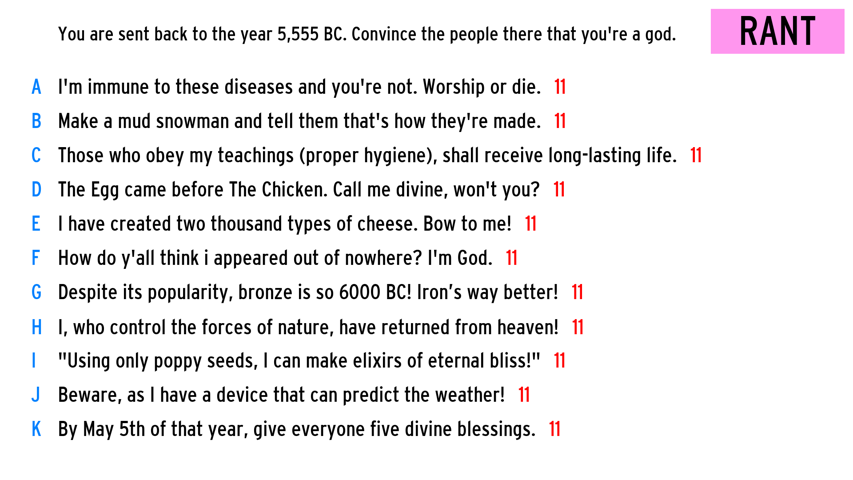 You are sent back to the year 5,555 BC. Convince the people there that you're a god. RANT
A I'm immune to these diseases and you're not. Worship or die. 11
B Make a mud snowman and tell them that's how they're made. 11
C Those who obey my teachings (proper hygiene), shall receive long-lasting life. 11
D The Egg came before The Chicken. Call me divine, won't you? 11
E I have created two thousand types of cheese. Bow to me! 11
F How do y'all think i appeared out of nowhere? I'm God. 11
G Despite its popularity, bronze is so 6000 BC! Iron’s way better! 11
H I, who control the forces of nature, have returned from heaven! 11
I "Using only poppy seeds, I can make elixirs of eternal bliss!" 11
J Beware, as I have a device that can predict the weather! 11
K By May 5th of that year, give everyone five divine blessings. 11